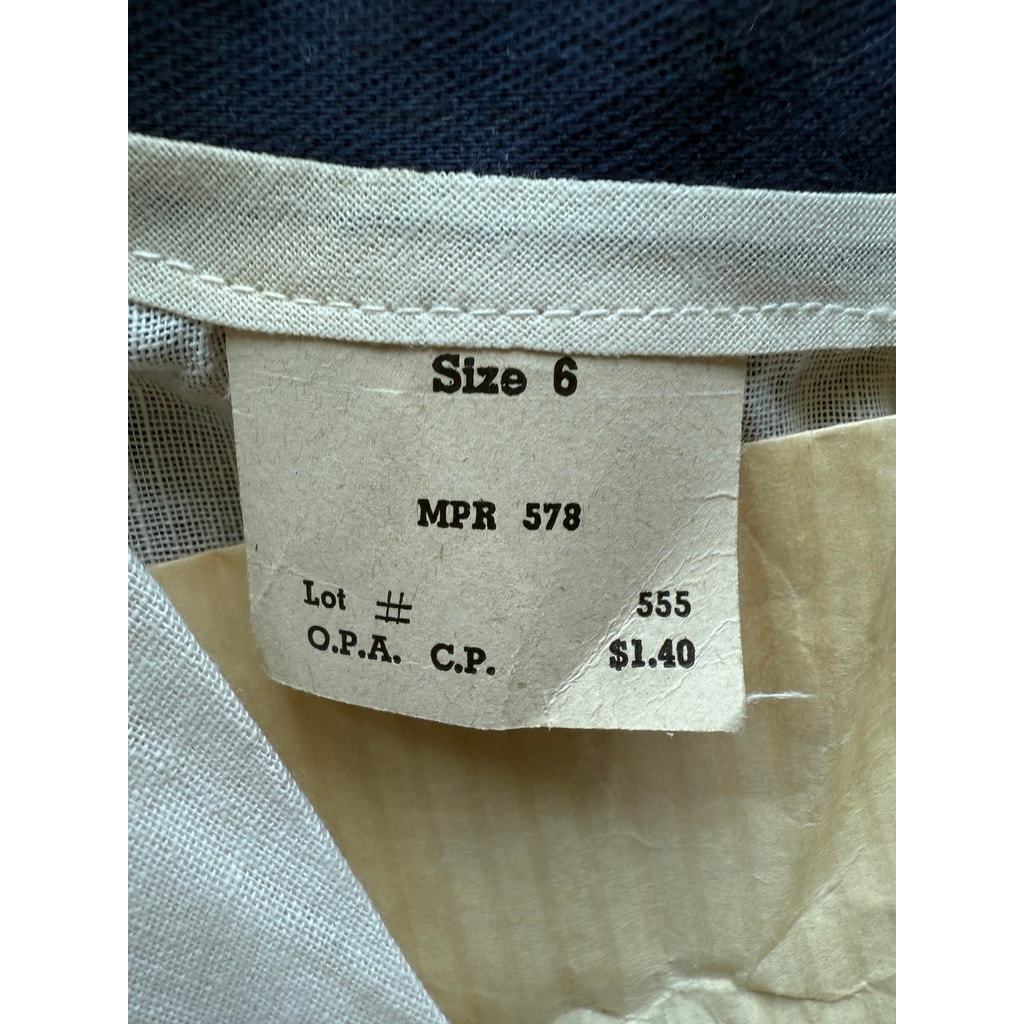 Size 6
MPR 578
Lot # 555
O.P.A. C.P. $1.40